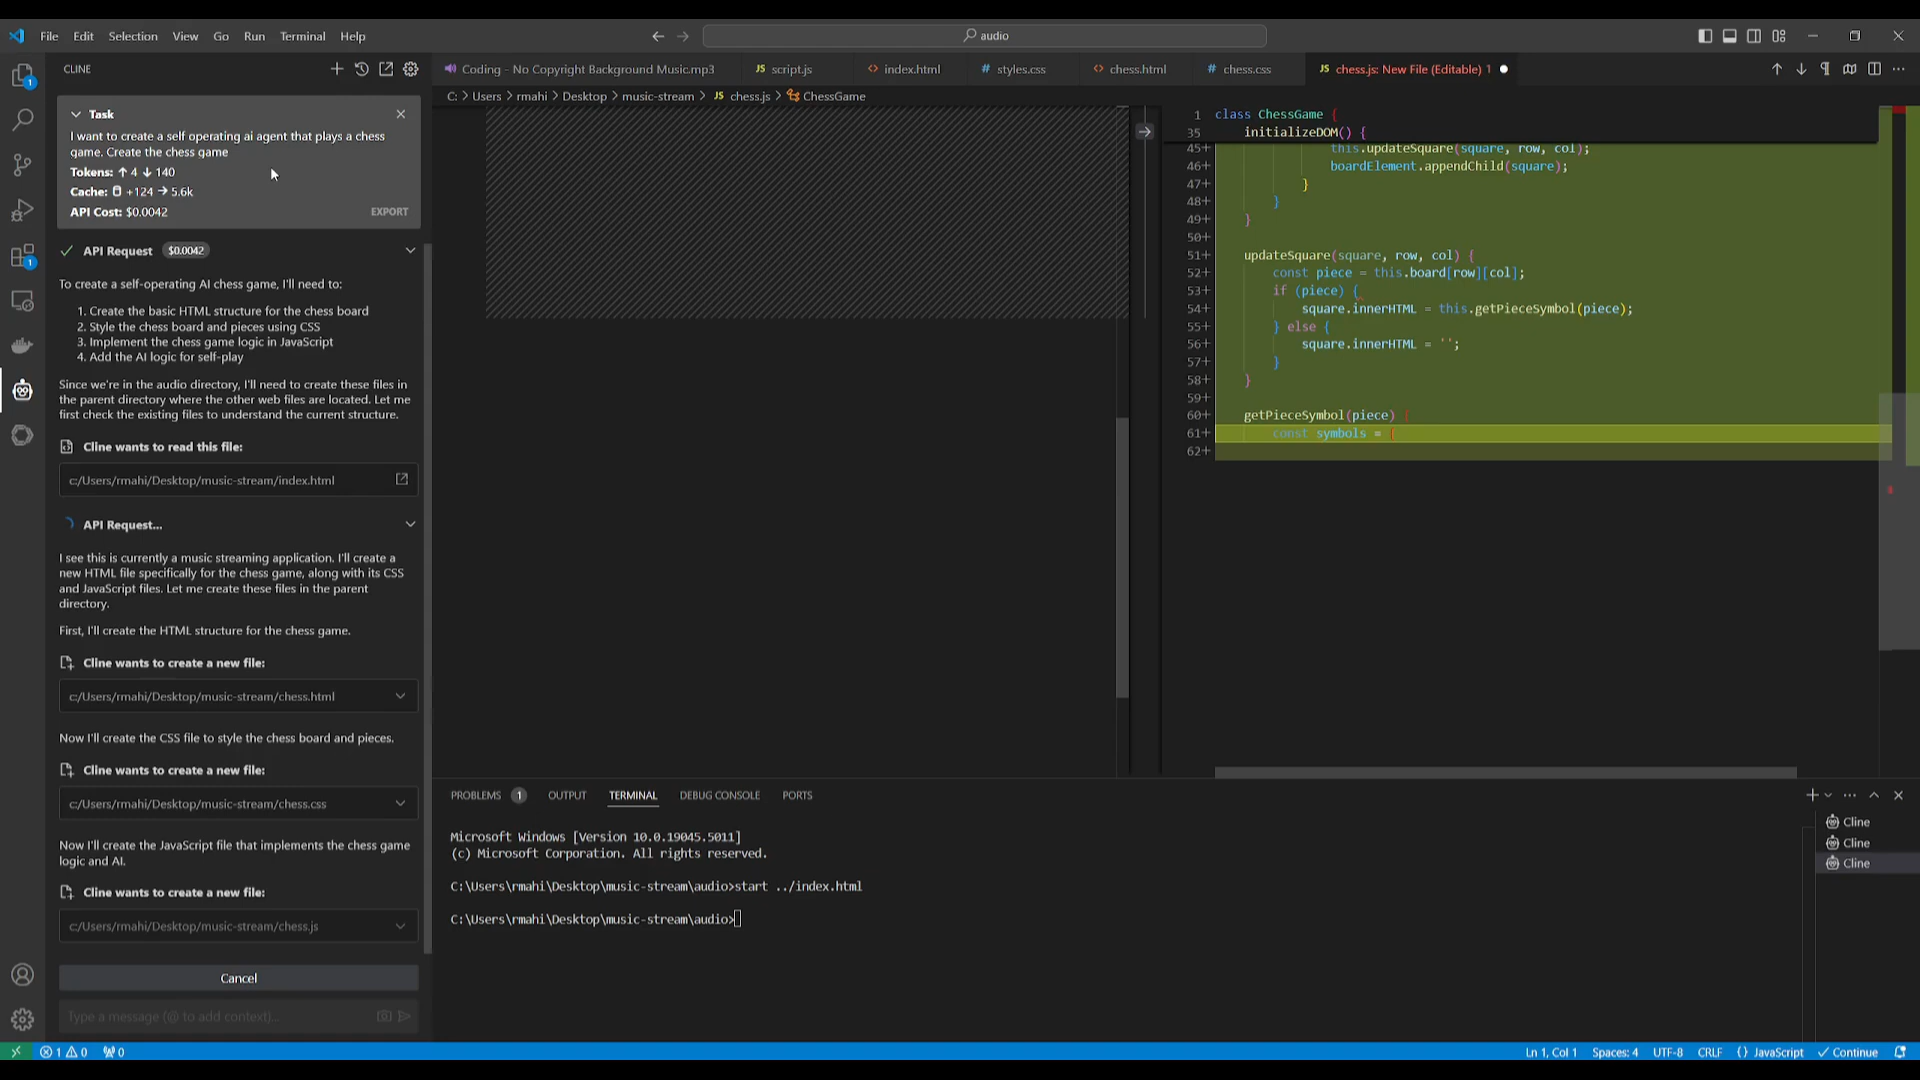 File Edit Selection View Go Run Terminal Help
audio
CLINE
Coding - No Copyright Background Music.mp3
JS script.js
<> index.html
# styles.css
<> chess.html
# chess.css
JS chess.js: New File (Editable) 1
C: > Users > rmahi > Desktop > music-stream > JS chess.js > ChessGame
1
1
Task
I want to create a self operating ai agent that plays a chess
game. Create the chess game
Tokens: ↑ 4 ↓ 140
Cache: +124 → 5.6k
API Cost: $0.0042
EXPORT
API Request $0.0042
To create a self-operating AI chess game, I'll need to:
1. Create the basic HTML structure for the chess board
2. Style the chess board and pieces using CSS
3. Implement the chess game logic in JavaScript
4. Add the AI logic for self-play
Since we're in the audio directory, I'll need to create these files in
the parent directory where the other web files are located. Let me
first check the existing files to understand the current structure.
Cline wants to read this file:
c:/Users/rmahi/Desktop/music-stream/index.html
API Request...
I see this is currently a music streaming application. I'll create a
new HTML file specifically for the chess game, along with its CSS
and JavaScript files. Let me create these files in the parent
directory.
First, I'll create the HTML structure for the chess game.
Cline wants to create a new file:
c:/Users/rmahi/Desktop/music-stream/chess.html
Now I'll create the CSS file to style the chess board and pieces.
Cline wants to create a new file:
c:/Users/rmahi/Desktop/music-stream/chess.css
Now I'll create the JavaScript file that implements the chess game
logic and AI.
Cline wants to create a new file:
c:/Users/rmahi/Desktop/music-stream/chess.js
Cancel
Type a message (@ to add context)...
1 class ChessGame {
35 initializeDOM() {
45+ this.updateSquare(square, row, col);
46+ boardElement.appendChild(square);
47+ }
48+ }
49+ }
50+
51+ updateSquare(square, row, col) {
52+ const piece = this.board[row][col];
53+ if (piece) {
54+ square.innerHTML = this.getPieceSymbol(piece);
55+ } else {
56+ square.innerHTML = '';
57+ }
58+ }
59+
60+ getPieceSymbol(piece) {
61+ const symbols = {
62+
PROBLEMS 1 OUTPUT TERMINAL DEBUG CONSOLE PORTS
Microsoft Windows [Version 10.0.19045.5011]
(c) Microsoft Corporation. All rights reserved.
C:\Users\rmahi\Desktop\music-stream\audio>start ../index.html
C:\Users\rmahi\Desktop\music-stream\audio>
Cline
Cline
Cline
1 0 0
Ln 1, Col 1 Spaces: 4 UTF-8 CRLF {} JavaScript ✓ Continue